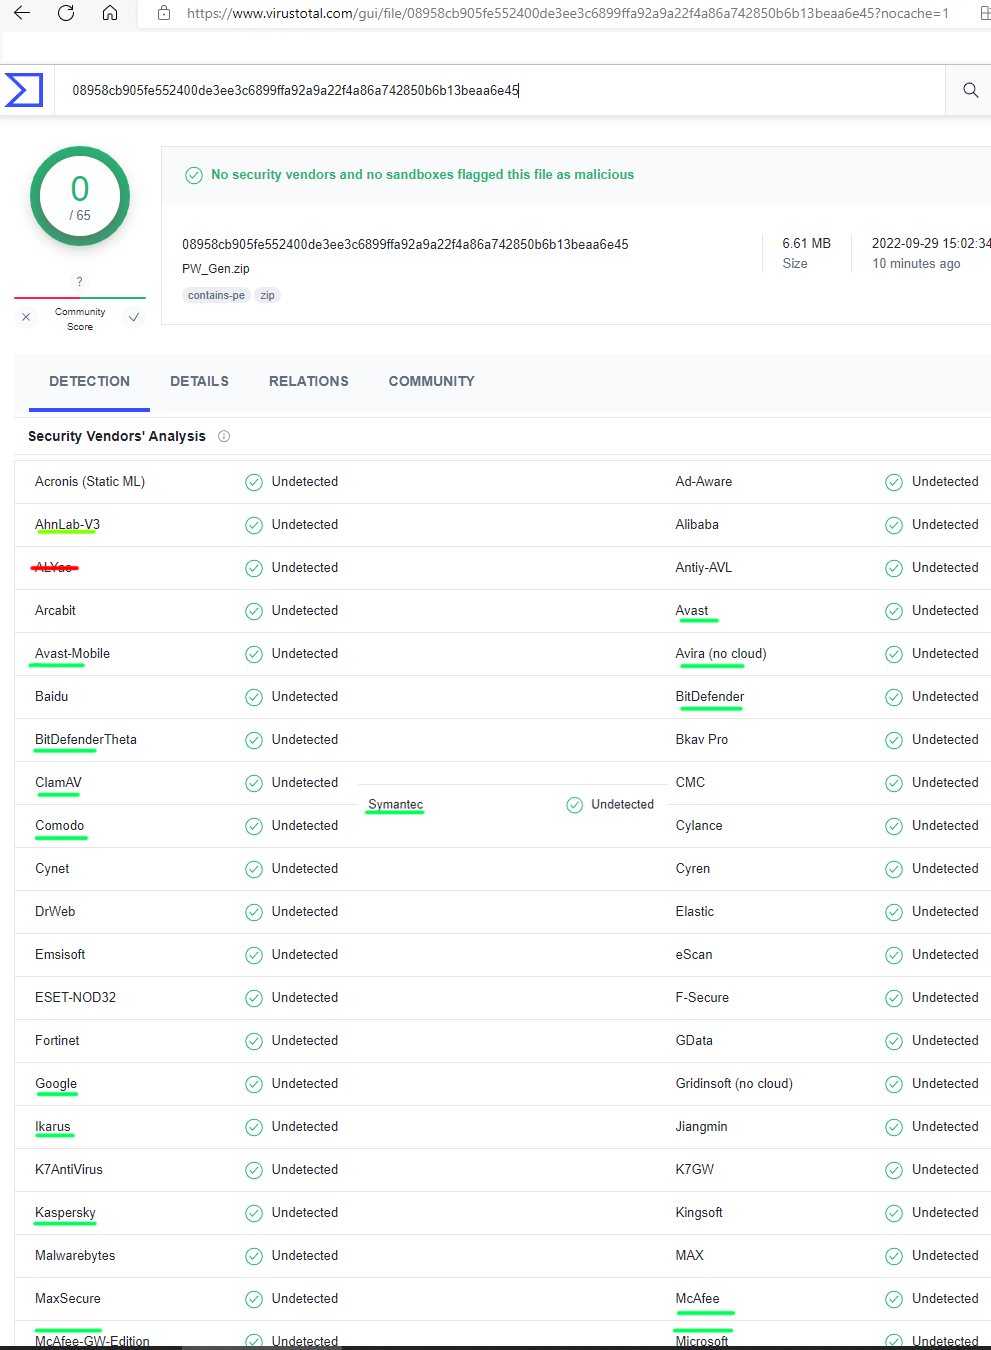 https://www.virustotal.com/gui/file/08958cb905fe552400de3ee3c6899ffa92a9a22f4a86a742850b6b13beaa6e45?nocache=1
08958cb905fe552400de3ee3c6899ffa92a9a22f4a86a742850b6b13beaa6e45
0
/ 65
?
Community
Score
No security vendors and no sandboxes flagged this file as malicious
08958cb905fe552400de3ee3c6899ffa92a9a22f4a86a742850b6b13beaa6e45
PW_Gen.zip
contains-pe zip
6.61 MB
Size
2022-09-29 15:02:34
10 minutes ago
DETECTION DETAILS RELATIONS COMMUNITY
Security Vendors' Analysis
Acronis (Static ML) Undetected Ad-Aware Undetected
AhnLab-V3 Undetected Alibaba Undetected
ALYac Undetected Antiy-AVL Undetected
Arcabit Undetected Avast Undetected
Avast-Mobile Undetected Avira (no cloud) Undetected
Baidu Undetected BitDefender Undetected
BitDefenderTheta Undetected Bkav Pro Undetected
ClamAV Undetected CMC Undetected
Symantec Undetected
Comodo Undetected Cylance Undetected
Cynet Undetected Cyren Undetected
DrWeb Undetected Elastic Undetected
Emsisoft Undetected eScan Undetected
ESET-NOD32 Undetected F-Secure Undetected
Fortinet Undetected GData Undetected
Google Undetected Gridinsoft (no cloud) Undetected
Ikarus Undetected Jiangmin Undetected
K7AntiVirus Undetected K7GW Undetected
Kaspersky Undetected Kingsoft Undetected
Malwarebytes Undetected MAX Undetected
MaxSecure Undetected McAfee Undetected
McAfee-GW-Edition Undetected Microsoft Undetected